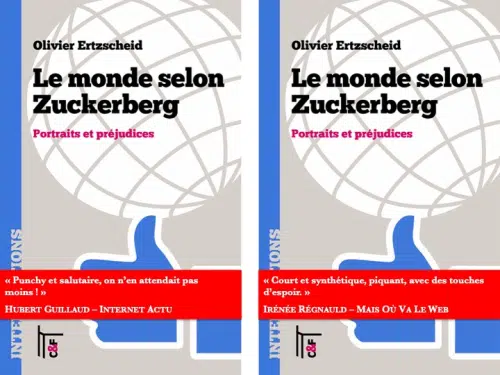 Olivier Ertzscheid
Le monde selon
Zuckerberg
Portraits et préjudices
« Punchy et salutaire, on n'en attendait pas
moins ! »
Hubert Guillaud – Internet Actu
C&F
Olivier Ertzscheid
Le monde selon
Zuckerberg
Portraits et préjudices
« Court et synthétique, piquant, avec des touches
d'espoir. »
Irénée Régnauld – Mais Où Va Le Web
C&F